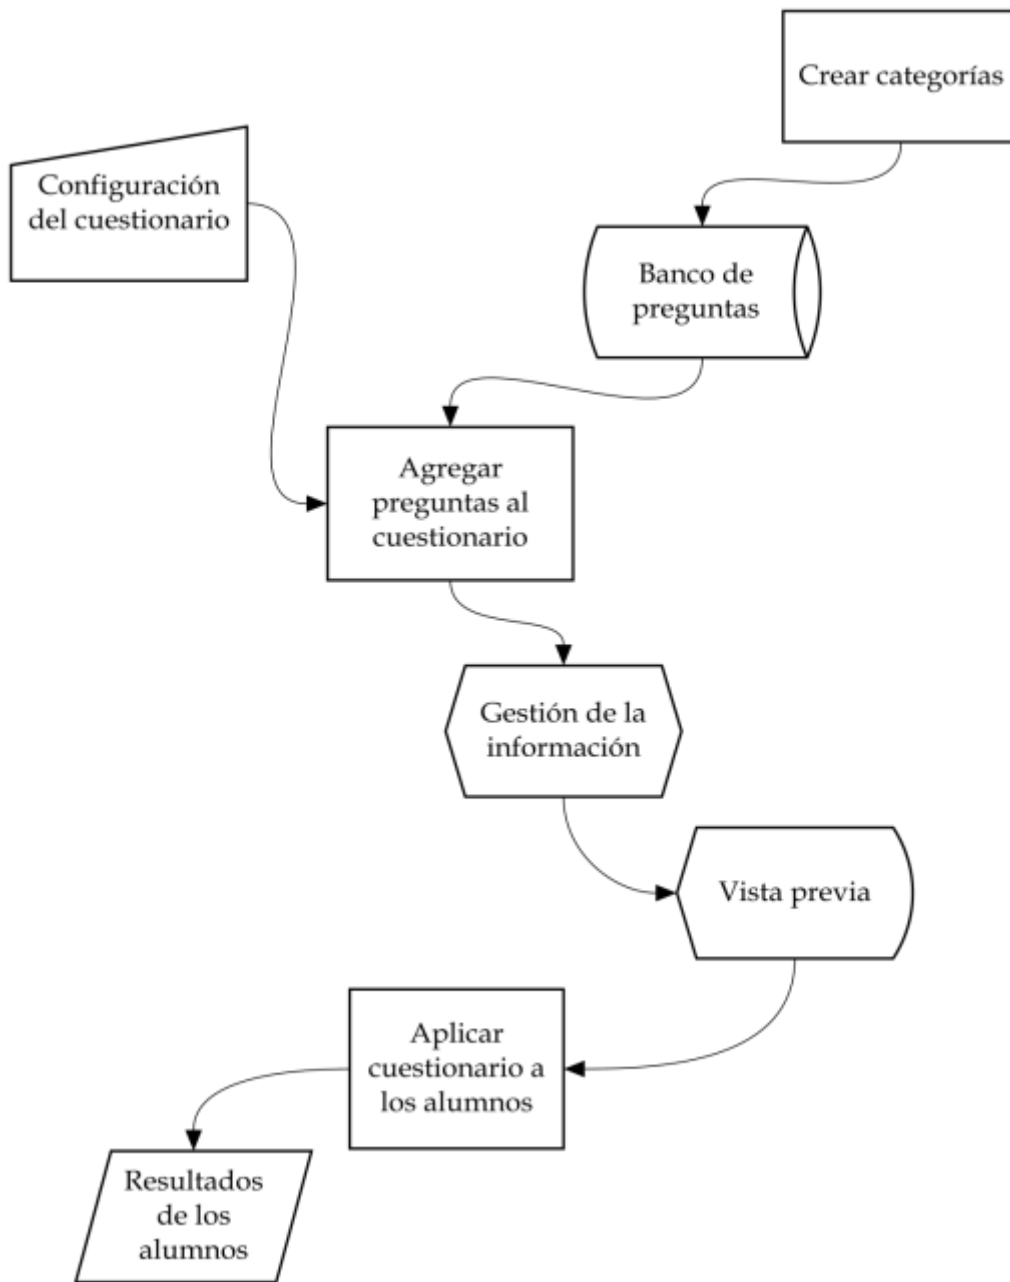 Crear categorías
Configuración
del cuestionario
Banco de
preguntas
Agregar
preguntas al
cuestionario
Gestión de la
información
Vista previa
Aplicar
cuestionario a
los alumnos
Resultados
de los
alumnos